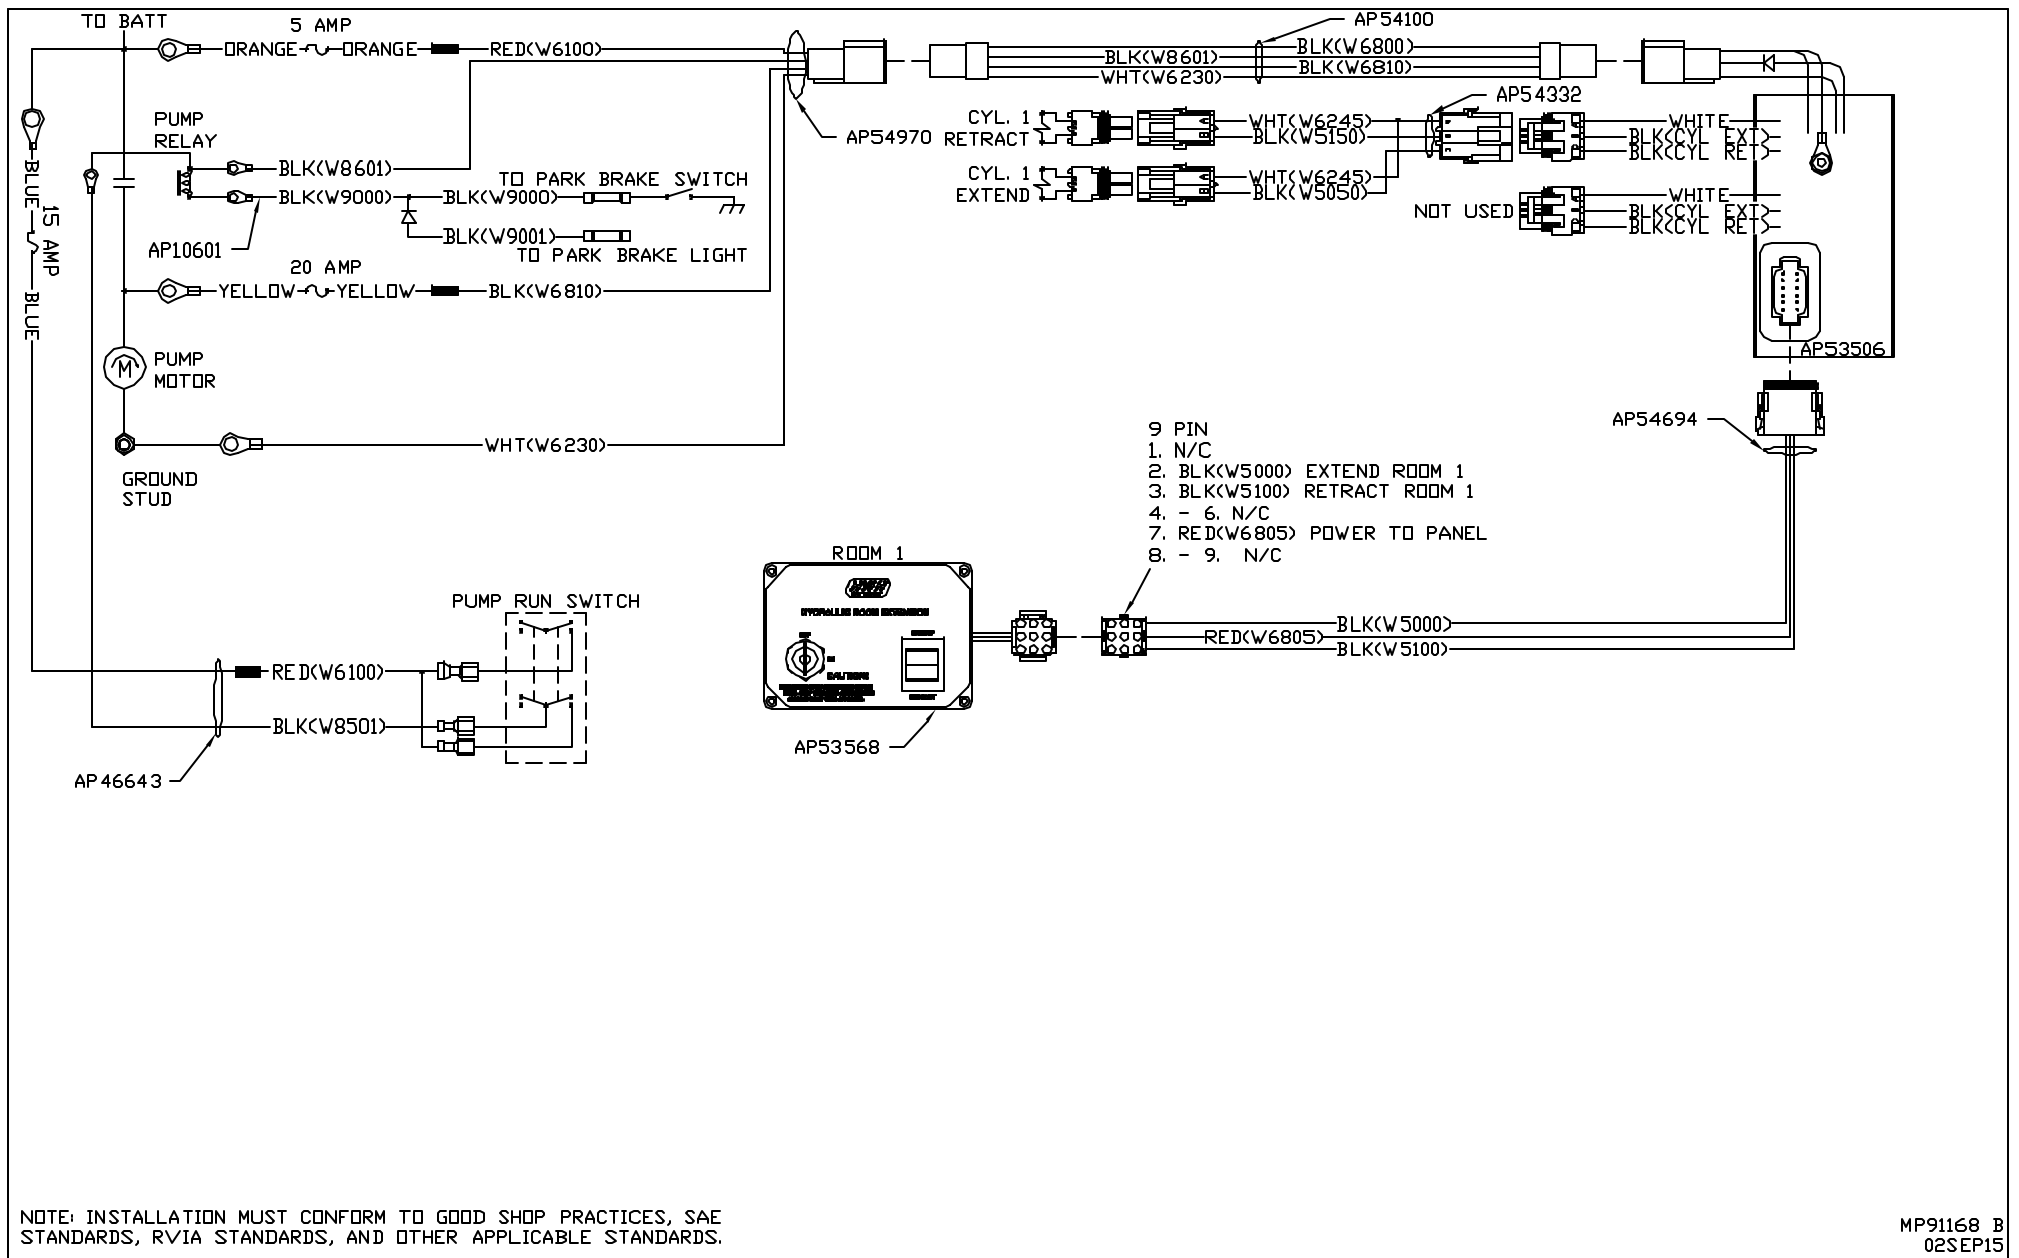 TO BATT
5 AMP
ORANGE ORANGE RED(W6100)
AP54100
BLK(W6800)
BLK(W8601)
BLK(W6810)
WHT(W6230)
AP54970
AP54332
PUMP
RELAY
BLK(W8601)
BLK(W9000) BLK(W9000)
TO PARK BRAKE SWITCH
BLK(W9001)
TO PARK BRAKE LIGHT
AP10601
CYL. 1
RETRACT
WHT(W6245)
BLK(W5150)
CYL. 1
EXTEND
WHT(W6245)
BLK(W5050)
WHITE
BLK(CYL EXT)
BLK(CYL RET)
NOT USED
WHITE
BLK(CYL EXT)
BLK(CYL RET)
BLUE
15 AMP
BLUE
20 AMP
YELLOW YELLOW BLK(W6810)
PUMP
MOTOR
M
WHT(W6230)
GROUND
STUD
AP53506
AP54694
9 PIN
1. N/C
2. BLK(W5000) EXTEND ROOM 1
3. BLK(W5100) RETRACT ROOM 1
4. - 6. N/C
7. RED(W6805) POWER TO PANEL
8. - 9. N/C
ROOM 1
HYDRAULIC ROOM EXTENSION
OFF
CAUTION!
BLK(W5000)
RED(W6805)
BLK(W5100)
AP53568
PUMP RUN SWITCH
RED(W6100)
BLK(W8501)
AP46643
NOTE: INSTALLATION MUST CONFORM TO GOOD SHOP PRACTICES, SAE
STANDARDS, RVIA STANDARDS, AND OTHER APPLICABLE STANDARDS.
MP91168 B
02SEP15